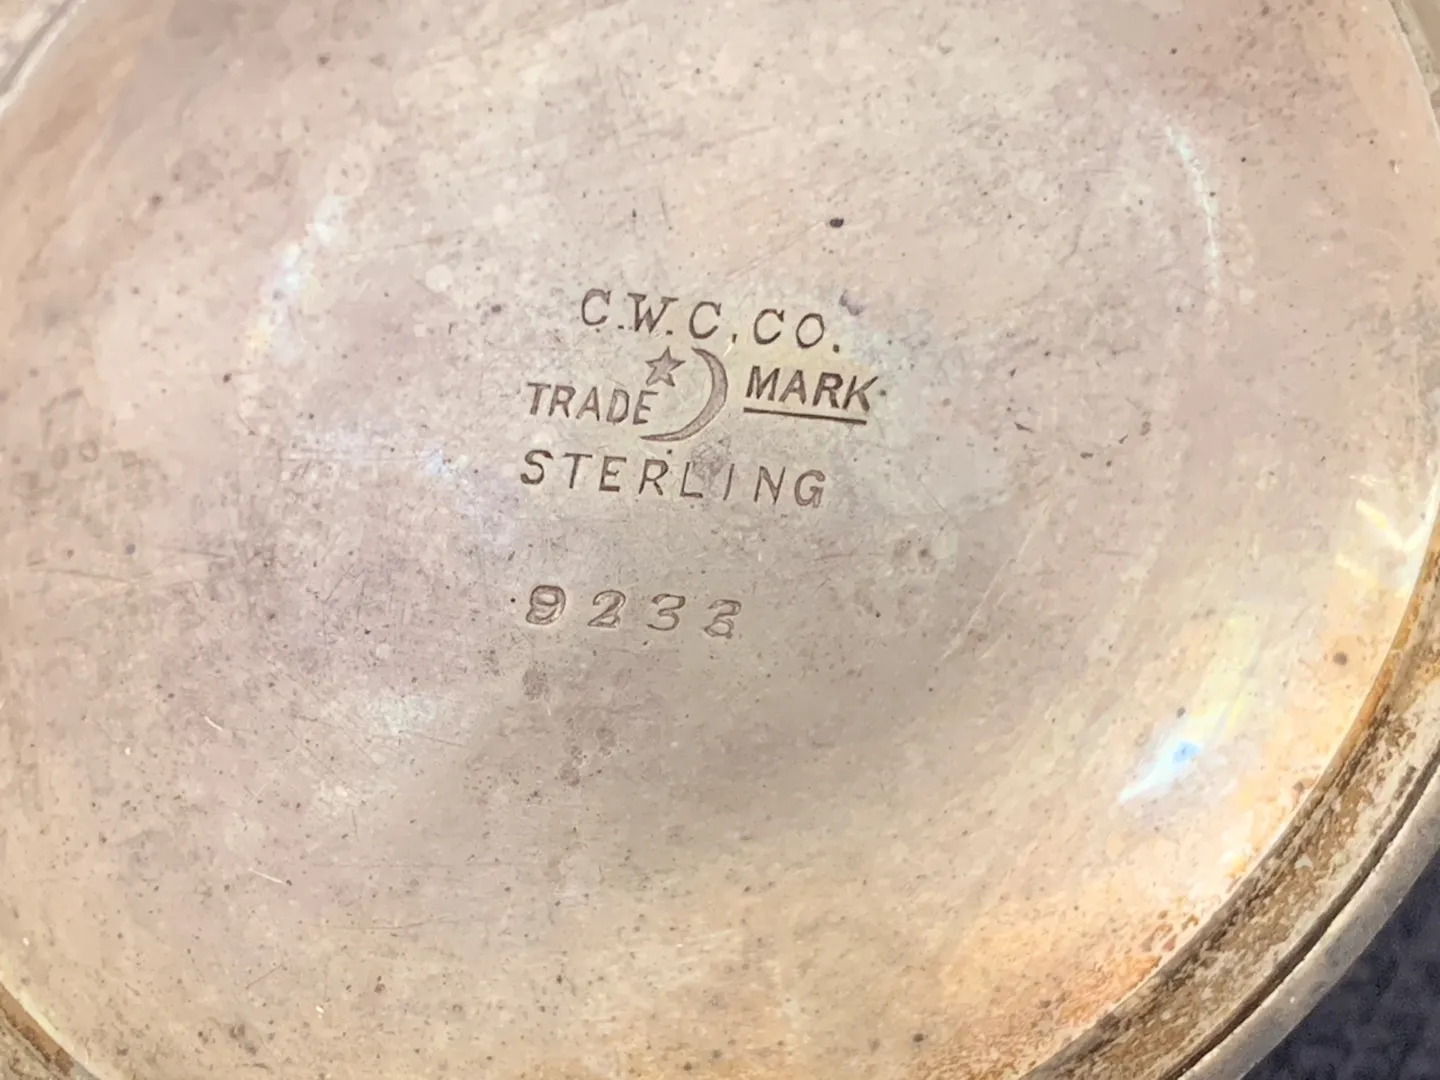 C.W.C.CO.
TRADE MARK
STERLING
9233